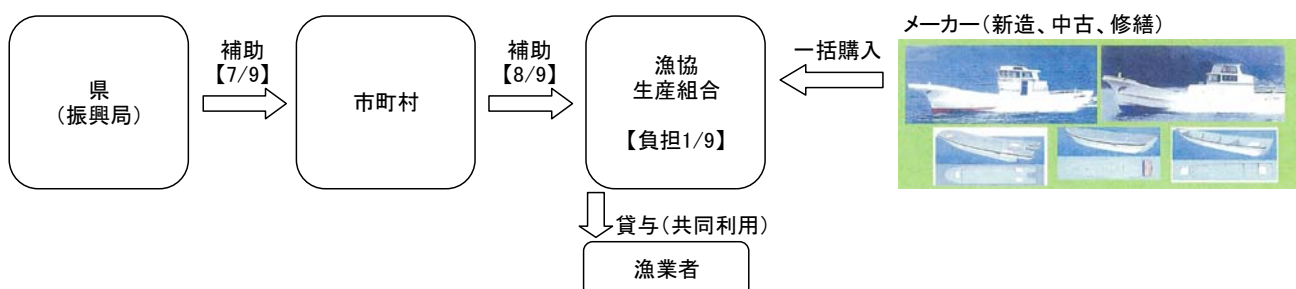 県
(振興局)
補助
【7/9】
市町村
補助
【8/9】
漁協
生産組合
【負担1/9】
一括購入
メーカー(新造、中古、修繕)
貸与(共同利用)
漁業者